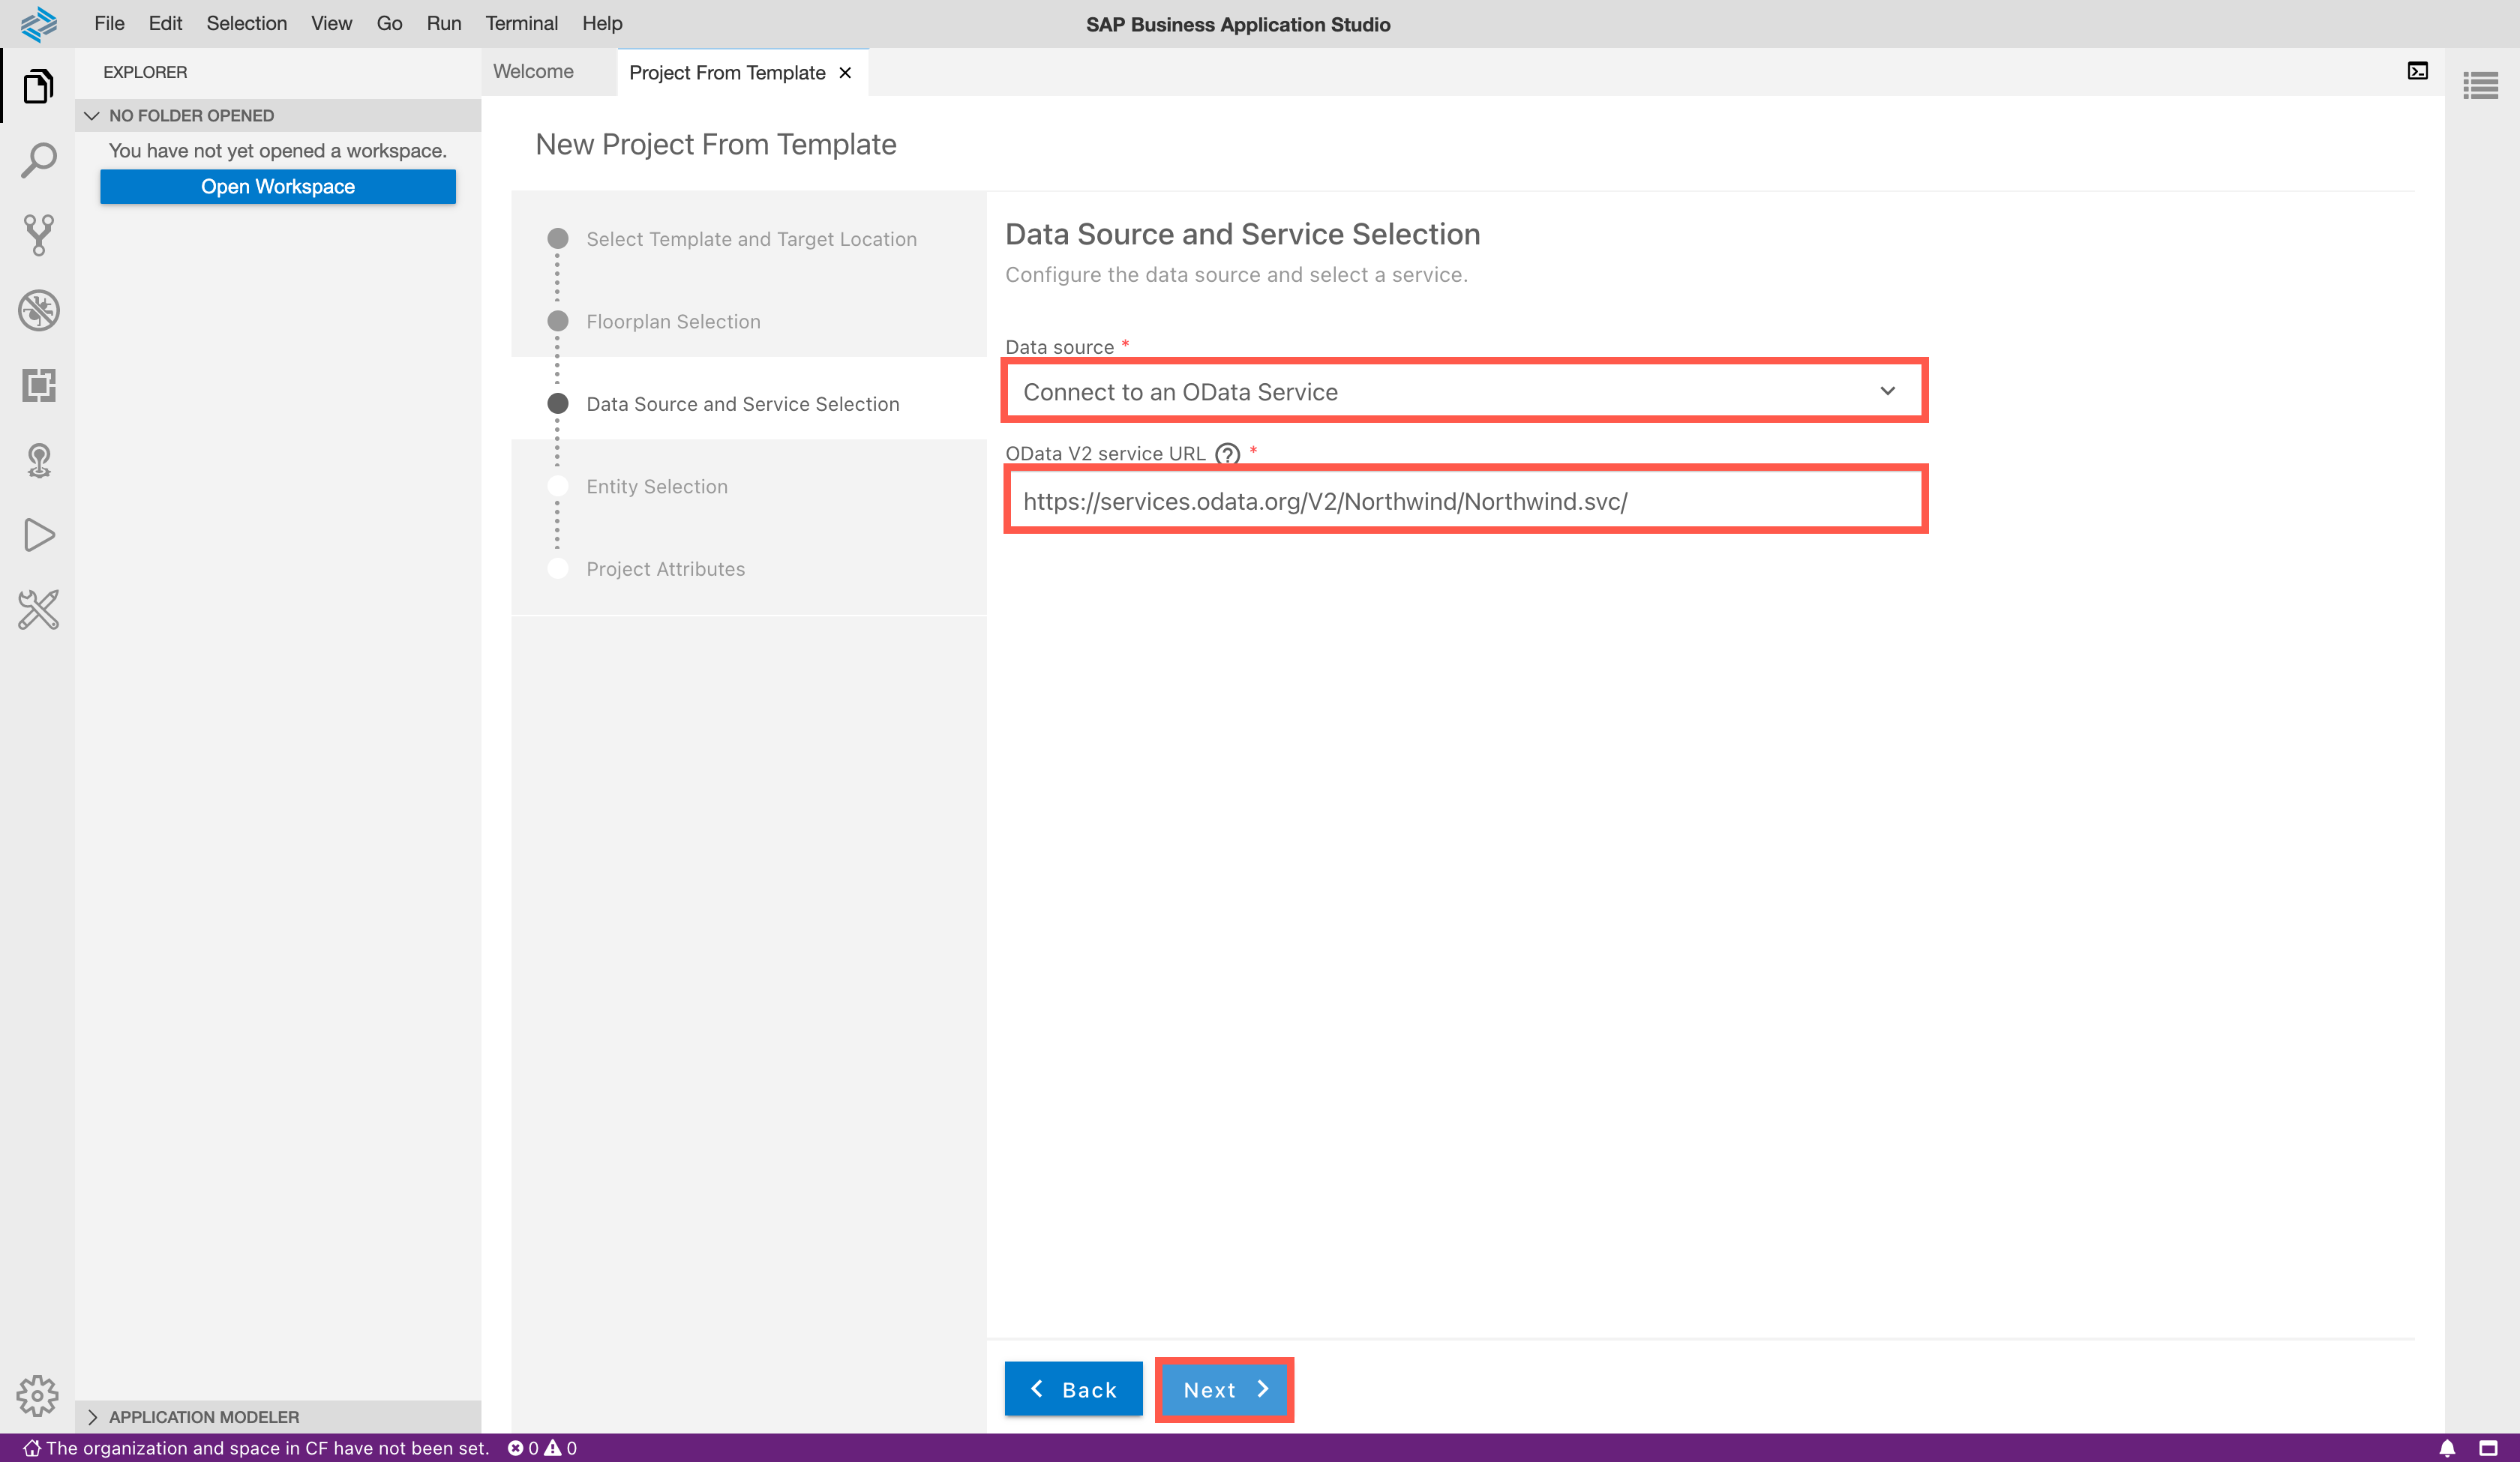 File Edit Selection View Go Run Terminal Help
SAP Business Application Studio
EXPLORER
NO FOLDER OPENED
You have not yet opened a workspace.
Open Workspace
APPLICATION MODELER
Welcome
Project From Template
New Project From Template
Select Template and Target Location
Floorplan Selection
Data Source and Service Selection
Entity Selection
Project Attributes
Data Source and Service Selection
Configure the data source and select a service.
Data source *
Connect to an OData Service
OData V2 service URL ? *
https://services.odata.org/V2/Northwind/Northwind.svc/
Back
Next
The organization and space in CF have not been set. 0 0